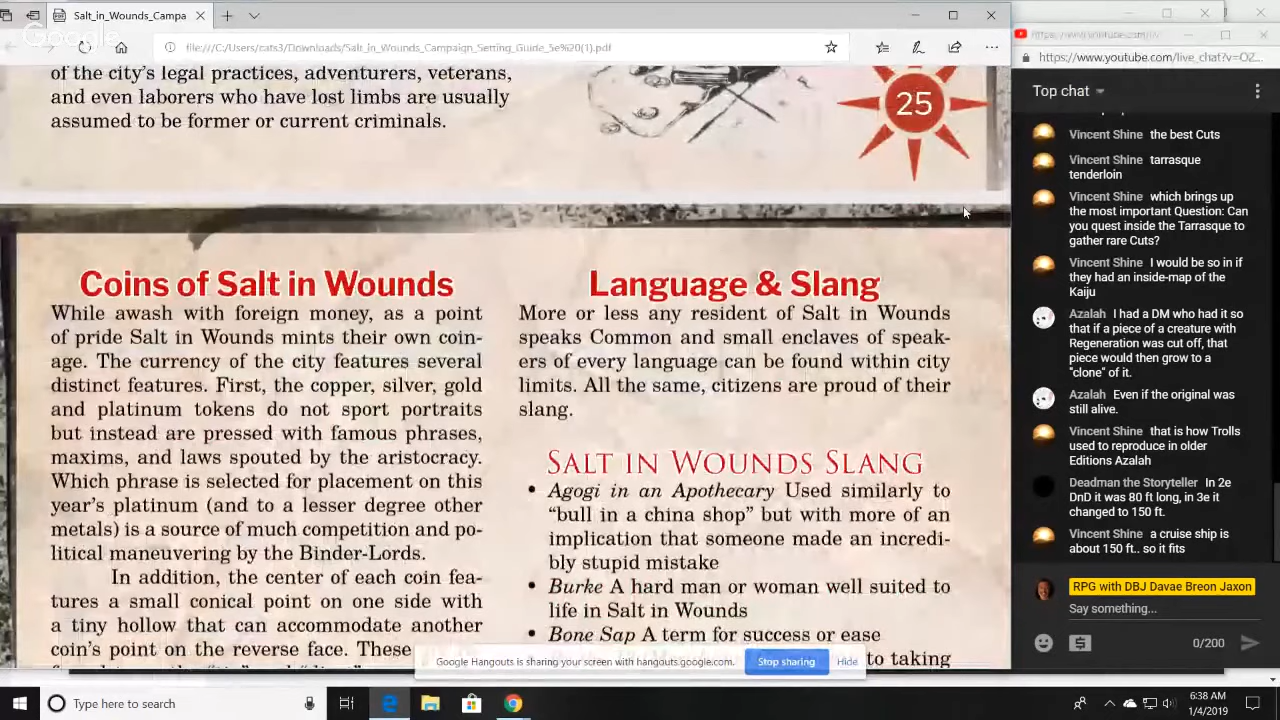 Salt_in_Wounds_Campa
Google
file:///C:/Users/cats3/Downloads/Salt_in_Wounds_Campaign_Setting_Guide_5e%20(1).pdf
of the city's legal practices, adventurers, veterans,
and even laborers who have lost limbs are usually
assumed to be former or current criminals.
25
Coins of Salt in Wounds
While awash with foreign money, as a point
of pride Salt in Wounds mints their own coin-
age. The currency of the city features several
distinct features. First, the copper, silver, gold
and platinum tokens do not sport portraits
but instead are pressed with famous phrases,
maxims, and laws spouted by the aristocracy.
Which phrase is selected for placement on this
year's platinum (and to a lesser degree other
metals) is a source of much competition and po-
litical maneuvering by the Binder-Lords.
In addition, the center of each coin fea-
tures a small conical point on one side with
a tiny hollow that can accommodate another
coin's point on the reverse face. These
Language & Slang
More or less any resident of Salt in Wounds
speaks Common and small enclaves of speak-
ers of every language can be found within city
limits. All the same, citizens are proud of their
slang.
SALT IN WOUNDS SLANG
• Agogi in an Apothecary Used similarly to
"bull in a china shop" but with more of an
implication that someone made an incredi-
bly stupid mistake
• Burke A hard man or woman well suited to
life in Salt in Wounds
• Bone Sap A term for success or ease
to taking
Google Hangouts is sharing your screen with hangouts.google.com.
Stop sharing
Hide
https://www.youtube.com/live_chat?v=OZ...
Top chat
Vincent Shine the best Cuts
Vincent Shine tarrasque
tenderloin
Vincent Shine which brings up
the most important Question: Can
you quest inside the Tarrasque to
gather rare Cuts?
Vincent Shine I would be so in if
they had an inside-map of the
Kaiju
Azalah I had a DM who had it so
that if a piece of a creature with
Regeneration was cut off, that
piece would then grow to a
"clone" of it.
Azalah Even if the original was
still alive.
Vincent Shine that is how Trolls
used to reproduce in older
Editions Azalah
Deadman the Storyteller In 2e
DnD it was 80 ft long, in 3e it
changed to 150 ft.
Vincent Shine a cruise ship is
about 150 ft.. so it fits
RPG with DBJ Davae Breon Jaxon
Say something...
0/200
Type here to search
6:38 AM
1/4/2019